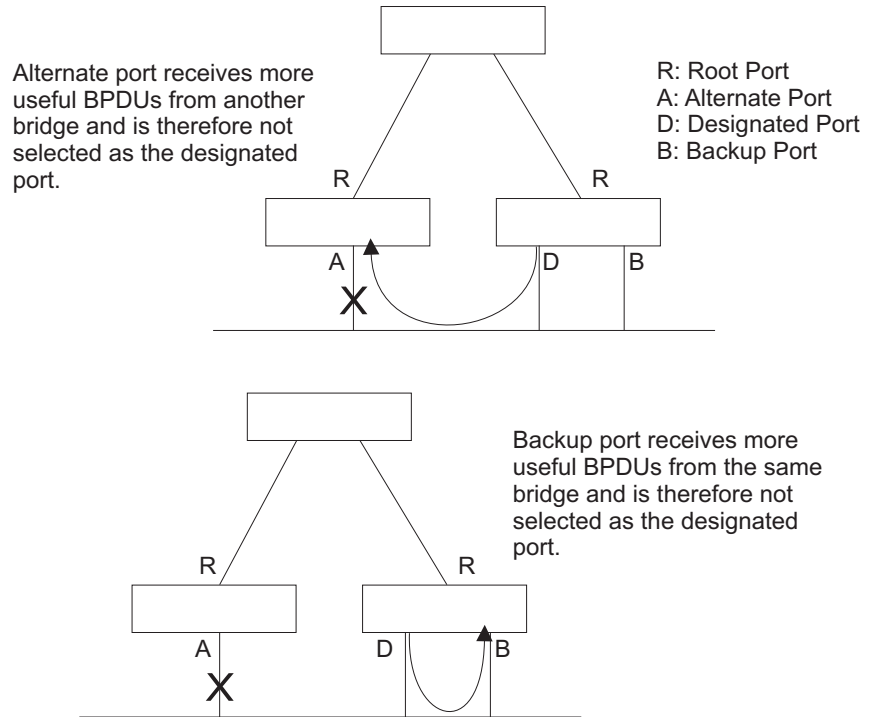 Alternate port receives more
useful BPDUs from another
bridge and is therefore not
selected as the designated
port.
R: Root Port
A: Alternate Port
D: Designated Port
B: Backup Port
R
R
A
D
B
X
Backup port receives more
useful BPDUs from the same
bridge and is therefore not
selected as the designated
port.
R
R
A
D
B
X